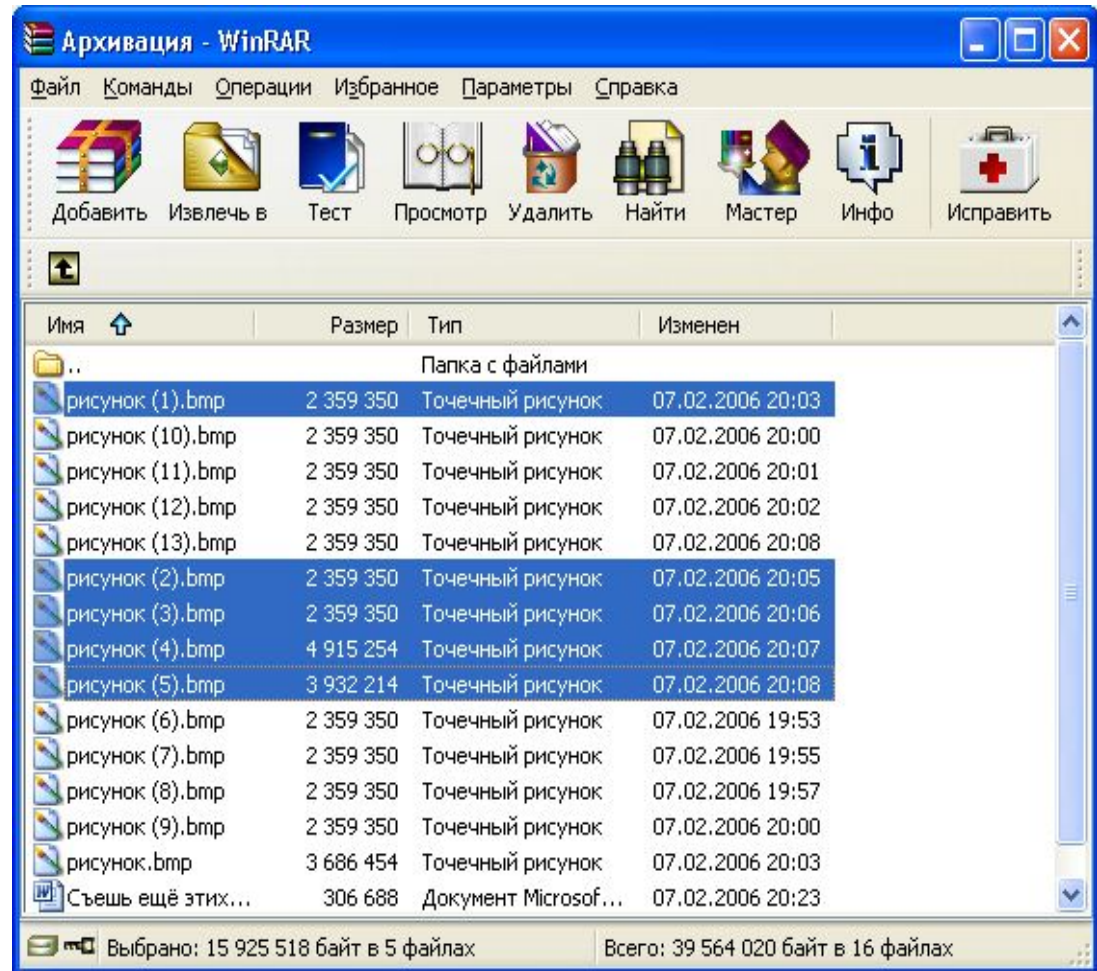 Архивация - WinRAR
Файл Команды Операции Избранное Параметры Справка
Добавить Извлечь в Тест Просмотр Удалить Найти Мастер Инфо Исправить
Имя Размер Тип Изменен
.. Папка с файлами
рисунок (1).bmp 2 359 350 Точечный рисунок 07.02.2006 20:03
рисунок (10).bmp 2 359 350 Точечный рисунок 07.02.2006 20:00
рисунок (11).bmp 2 359 350 Точечный рисунок 07.02.2006 20:01
рисунок (12).bmp 2 359 350 Точечный рисунок 07.02.2006 20:02
рисунок (13).bmp 2 359 350 Точечный рисунок 07.02.2006 20:08
рисунок (2).bmp 2 359 350 Точечный рисунок 07.02.2006 20:05
рисунок (3).bmp 2 359 350 Точечный рисунок 07.02.2006 20:06
рисунок (4).bmp 4 915 254 Точечный рисунок 07.02.2006 20:07
рисунок (5).bmp 3 932 214 Точечный рисунок 07.02.2006 20:08
рисунок (6).bmp 2 359 350 Точечный рисунок 07.02.2006 19:53
рисунок (7).bmp 2 359 350 Точечный рисунок 07.02.2006 19:55
рисунок (8).bmp 2 359 350 Точечный рисунок 07.02.2006 19:57
рисунок (9).bmp 2 359 350 Точечный рисунок 07.02.2006 20:00
рисунок.bmp 3 686 454 Точечный рисунок 07.02.2006 20:03
Съешь ещё этих... 306 688 Документ Microsof... 07.02.2006 20:23
Выбрано: 15 925 518 байт в 5 файлах Всего: 39 564 020 байт в 16 файлах